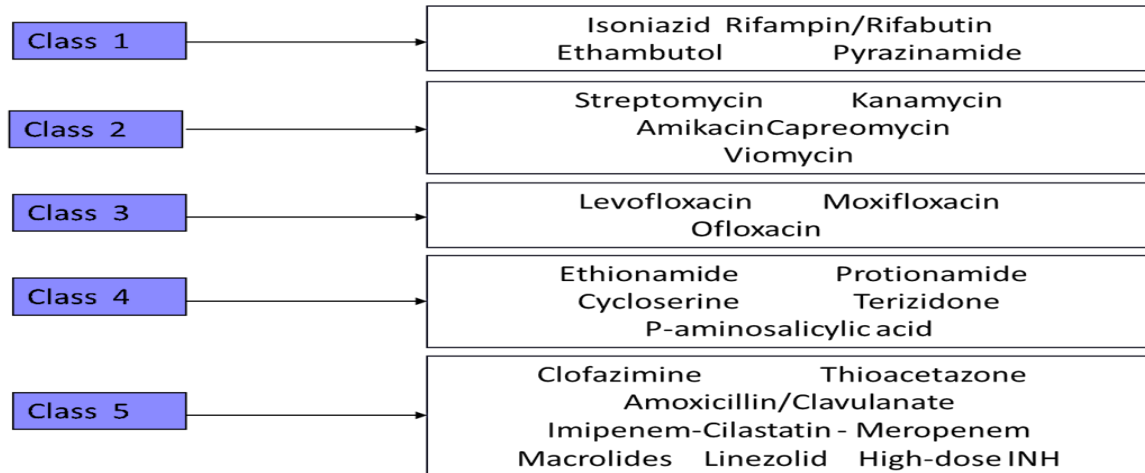 Class 1
Isoniazid Rifampin/Rifabutin
Ethambutol Pyrazinamide
Class 2
Streptomycin Kanamycin
AmikacinCapreomycin
Viomycin
Class 3
Levofloxacin Moxifloxacin
Ofloxacin
Class 4
Ethionamide Protionamide
Cycloserine Terizidone
P-aminosalicylic acid
Class 5
Clofazimine Thioacetazone
Amoxicillin/Clavulanate
Imipenem-Cilastatin - Meropenem
Macrolides Linezolid High-dose INH